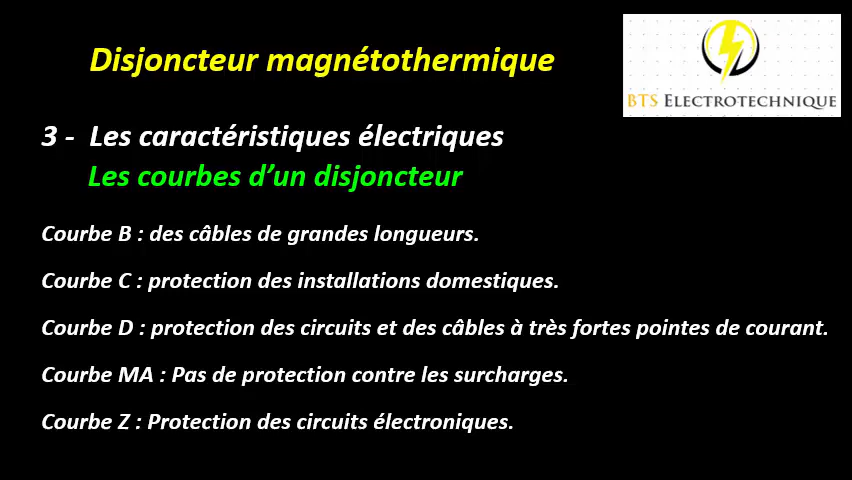 Disjoncteur magnétothermique
BTS ELECTROTECHNIQUE
3 - Les caractéristiques électriques
Les courbes d’un disjoncteur
Courbe B : des câbles de grandes longueurs.
Courbe C : protection des installations domestiques.
Courbe D : protection des circuits et des câbles à très fortes pointes de courant.
Courbe MA : Pas de protection contre les surcharges.
Courbe Z : Protection des circuits électroniques.